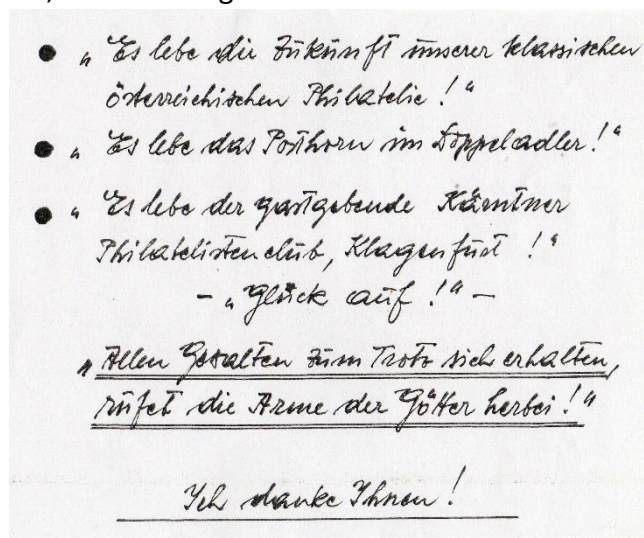 • „Es lebe die Zukunft unserer klassischen
österreichischen Philatelie!"
• „Es lebe das Posthorn im Doppeladler!"
• „Es lebe der gastgebende Kärntner
Philatelistenclub, Klagenfurt!"
- „Glück auf!" -
„Allen Gewalten zum Trotz sich erhalten,
rufet die Arme der Götter herbei!"
Ich danke Ihnen!